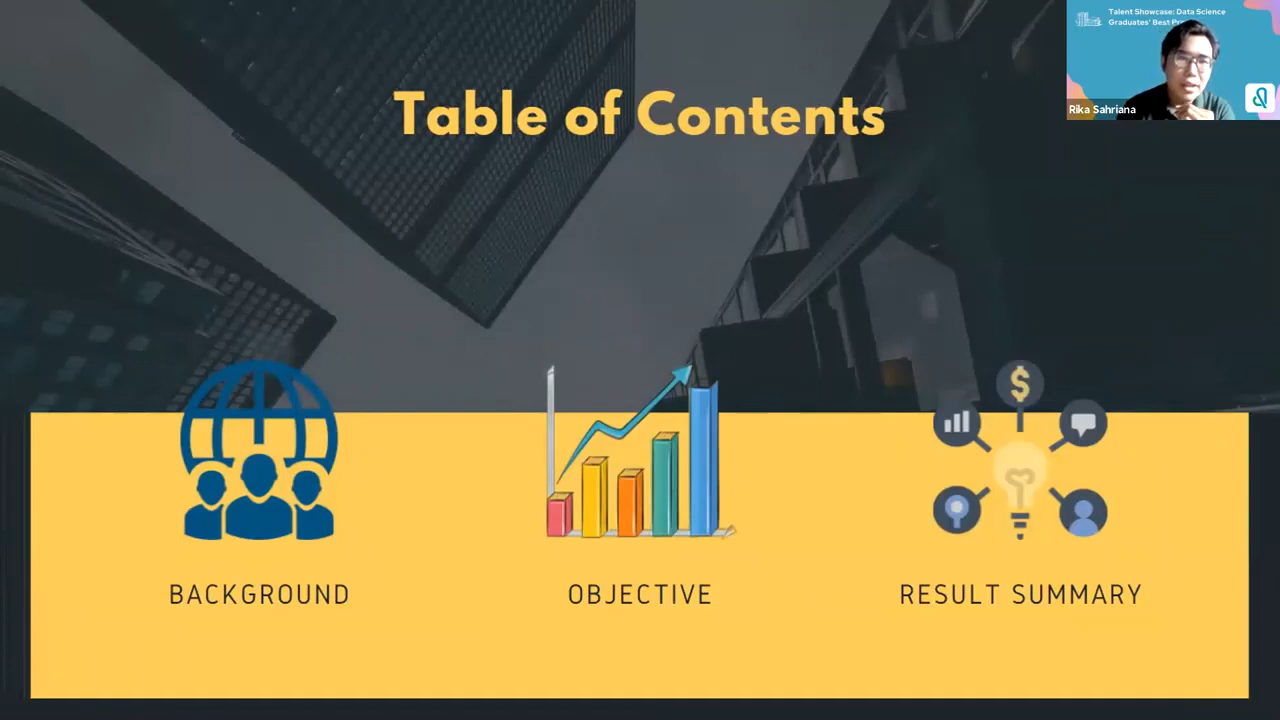 Table of Contents
Talent Showcase: Data Science
Graduates' Best
Rika Sahriana
$
BACKGROUND
OBJECTIVE
RESULT SUMMARY